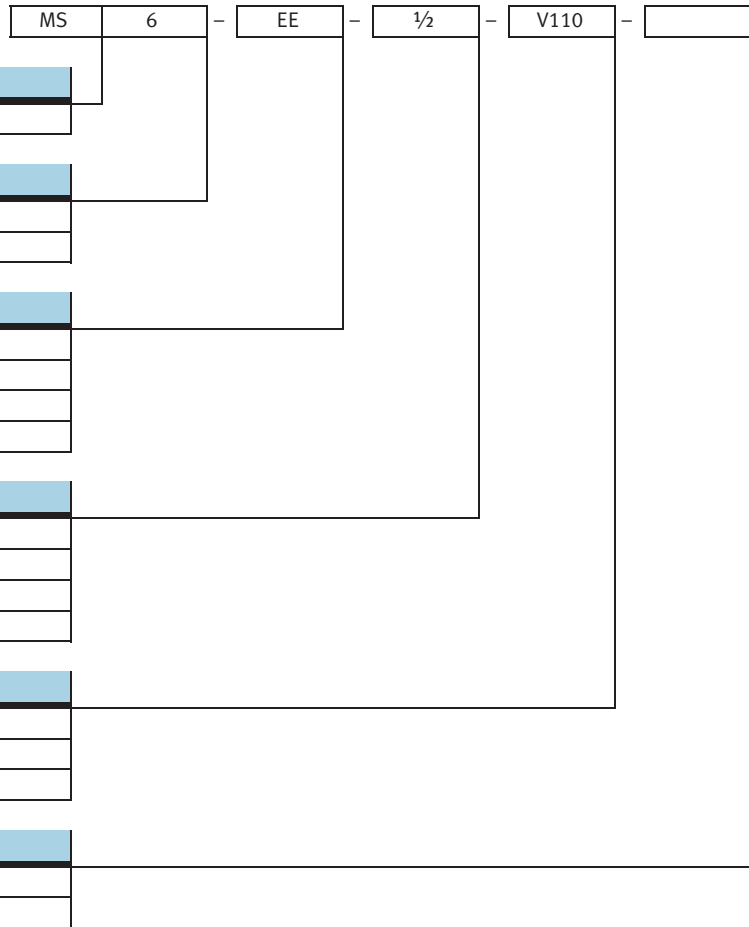 MS 6 – EE – ½ – V110 –